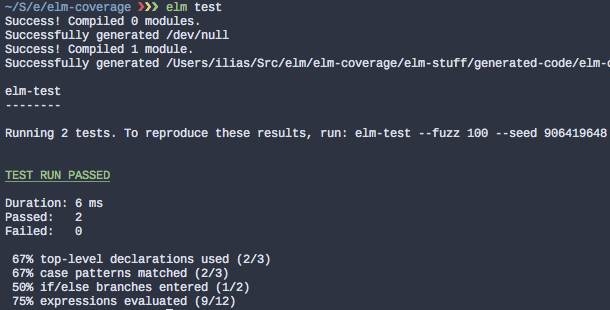 ~/S/e/elm-coverage ❯❯❯ elm test
Success! Compiled 0 modules.
Successfully generated /dev/null
Success! Compiled 1 module.
Successfully generated /Users/ilias/Src/elm/elm-coverage/elm-stuff/generated-code/elm-c
elm-test
--------
Running 2 tests. To reproduce these results, run: elm-test --fuzz 100 --seed 906419648
TEST RUN PASSED
Duration: 6 ms
Passed:   2
Failed:   0
67% top-level declarations used (2/3)
67% case patterns matched (2/3)
50% if/else branches entered (1/2)
75% expressions evaluated (9/12)